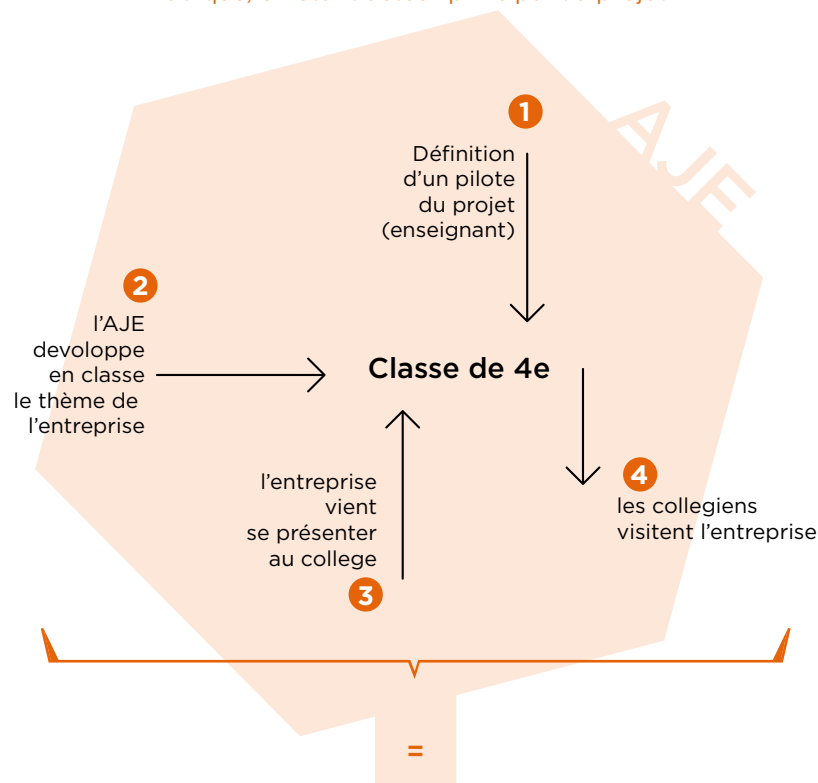 AJE
1
Définition
d'un pilote
du projet
(enseignant)
2
l'AJE
devoloppe
en classe
le thème de
l'entreprise
Classe de 4e
l'entreprise
vient
se présenter
au college
3
4
les collegiens
visitent l'entreprise
=